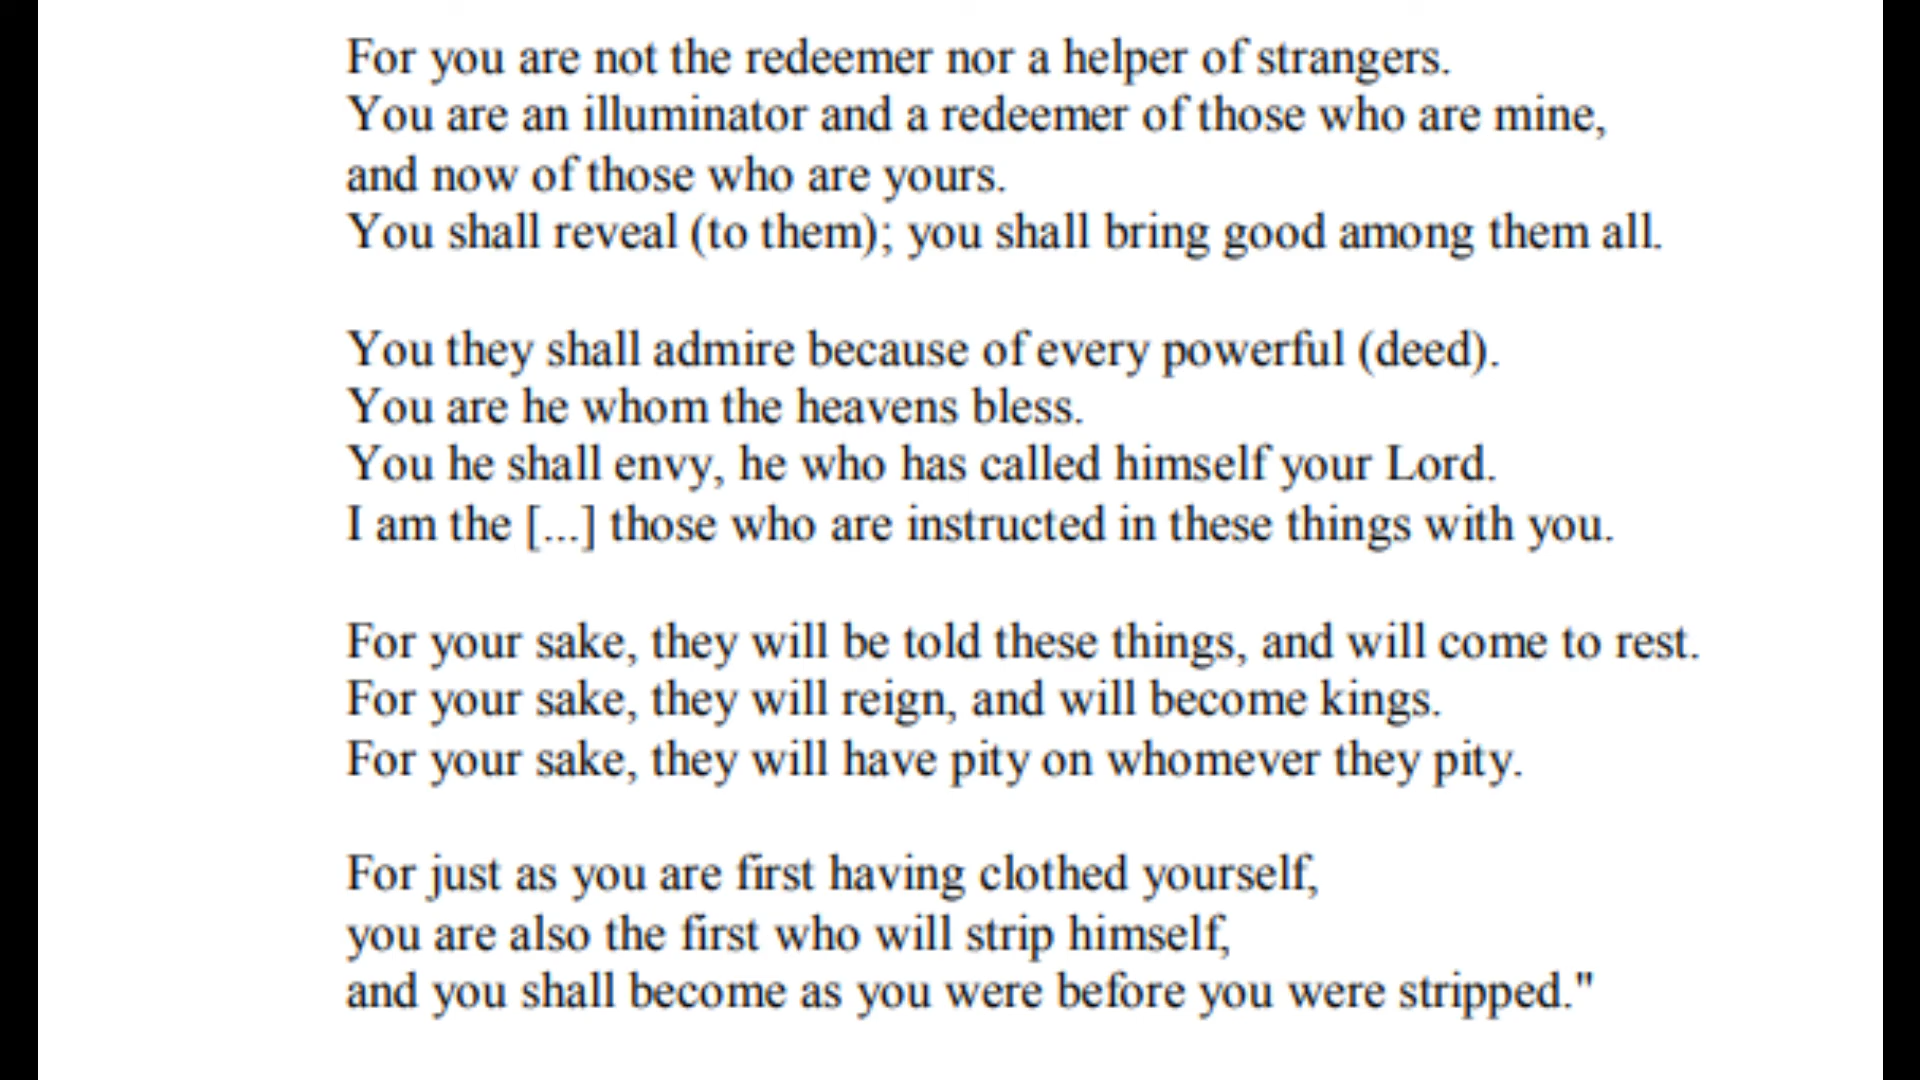 For you are not the redeemer nor a helper of strangers.
You are an illuminator and a redeemer of those who are mine,
and now of those who are yours.
You shall reveal (to them); you shall bring good among them all.
You they shall admire because of every powerful (deed).
You are he whom the heavens bless.
You he shall envy, he who has called himself your Lord.
I am the [...] those who are instructed in these things with you.
For your sake, they will be told these things, and will come to rest.
For your sake, they will reign, and will become kings.
For your sake, they will have pity on whomever they pity.
For just as you are first having clothed yourself,
you are also the first who will strip himself,
and you shall become as you were before you were stripped."